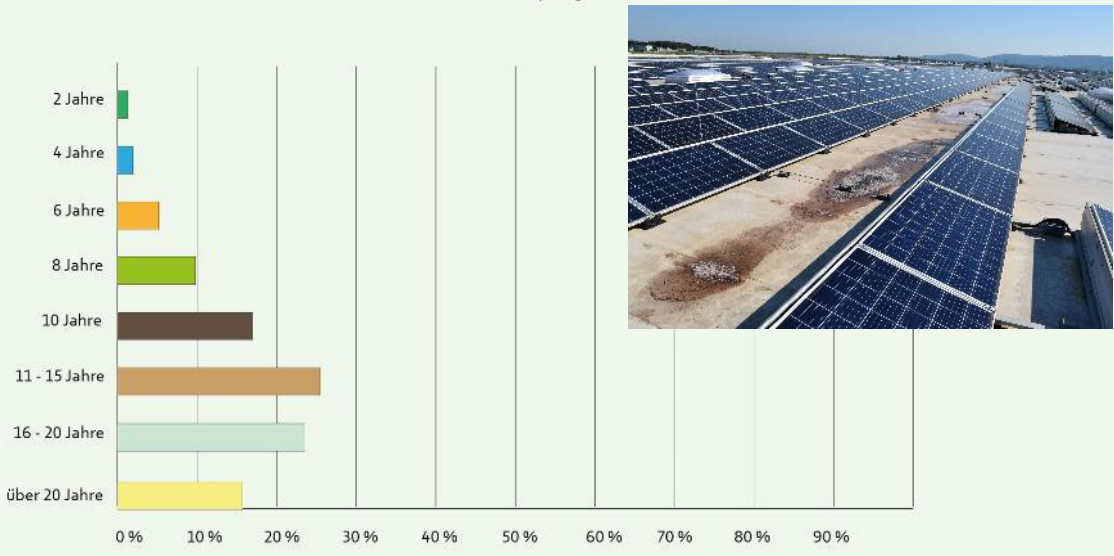 2 Jahre
4 Jahre
6 Jahre
8 Jahre
10 Jahre
11 - 15 Jahre
16 - 20 Jahre
über 20 Jahre
0 % 10 % 20 % 30 % 40 % 50 % 60 % 70 % 80 % 90 %